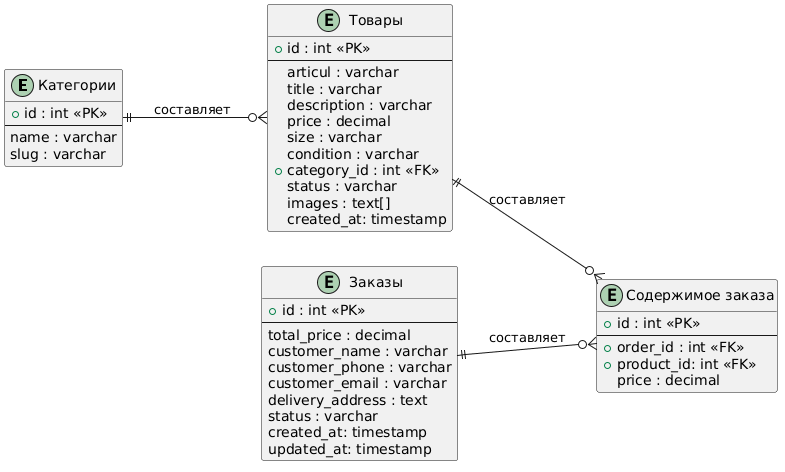 E Категории
id : int «PK»
name : varchar
slug : varchar
составляет
E Товары
id : int «PK»
articul : varchar
title : varchar
description : varchar
price : decimal
size : varchar
condition : varchar
category_id : int «FK»
status : varchar
images : text[]
created_at: timestamp
составляет
E Заказы
id : int «PK»
total_price : decimal
customer_name : varchar
customer_phone : varchar
customer_email : varchar
delivery_address : text
status : varchar
created_at: timestamp
updated_at: timestamp
составляет
E Содержимое заказа
id : int «PK»
order_id : int «FK»
product_id: int «FK»
price : decimal